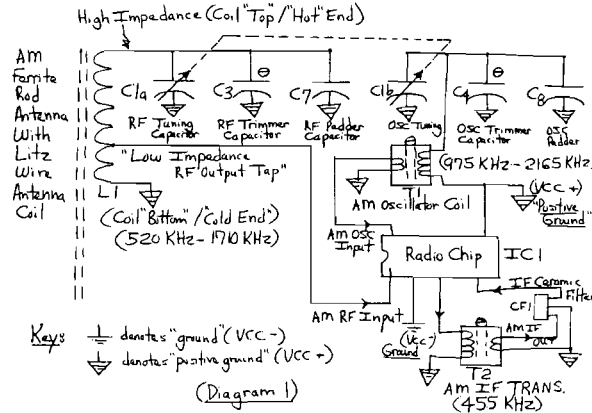 High Impedance (Coil "Top" / "Hot" End)
AM
Ferrite
Rod
Antenna
With
Litz
Wire
Antenna
Coil
C1a
RF Tuning
Capacitor
C3
RF Trimmer
Capacitor
C7
RF Padder
Capacitor
C1b
OSC Tuning
C4
OSC Trimmer
Capacitor
C8
OSC
Padder
"Low Impedance
RF Output Tap"
L1
(Coil "Bottom" / "Cold End")
(520 KHz - 1710 KHz)
(975 KHz - 2165 KHz)
T1
AM Oscillator Coil
(VCC +)
"Positive
Ground"
AM OSC
Input
Radio Chip
IC1
AM RF Input
IF Ceramic
Filter
CF1
(VCC-)
Ground
AM IF
OUT
T2
AM IF TRANS.
(455 KHz)
Key:
denotes "ground" (VCC-)
denotes "positive ground" (VCC +)
(Diagram 1)